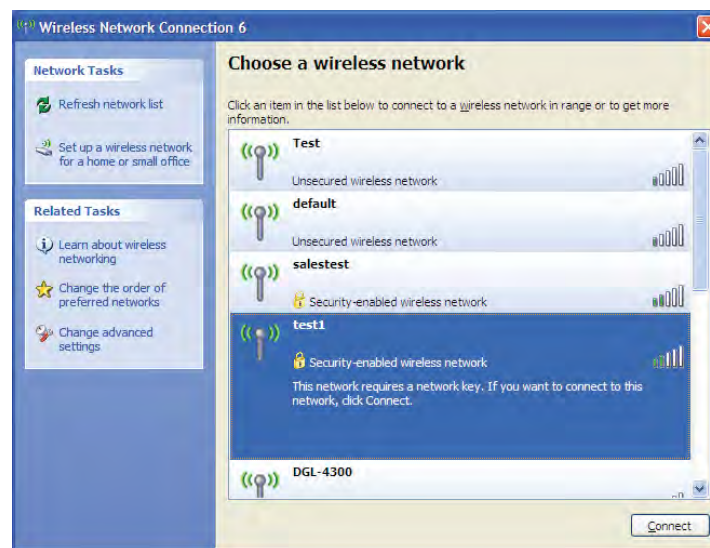 Wireless Network Connection 6
Network Tasks
Refresh network list
Set up a wireless network
for a home or small office
Related Tasks
Learn about wireless
networking
Change the order of
preferred networks
Change advanced
settings
Choose a wireless network
Click an item in the list below to connect to a wireless network in range or to get more
information.
Test
Unsecured wireless network
default
Unsecured wireless network
salestest
Security-enabled wireless network
test1
Security-enabled wireless network
This network requires a network key. If you want to connect to this
network, click Connect.
DGL-4300
Connect